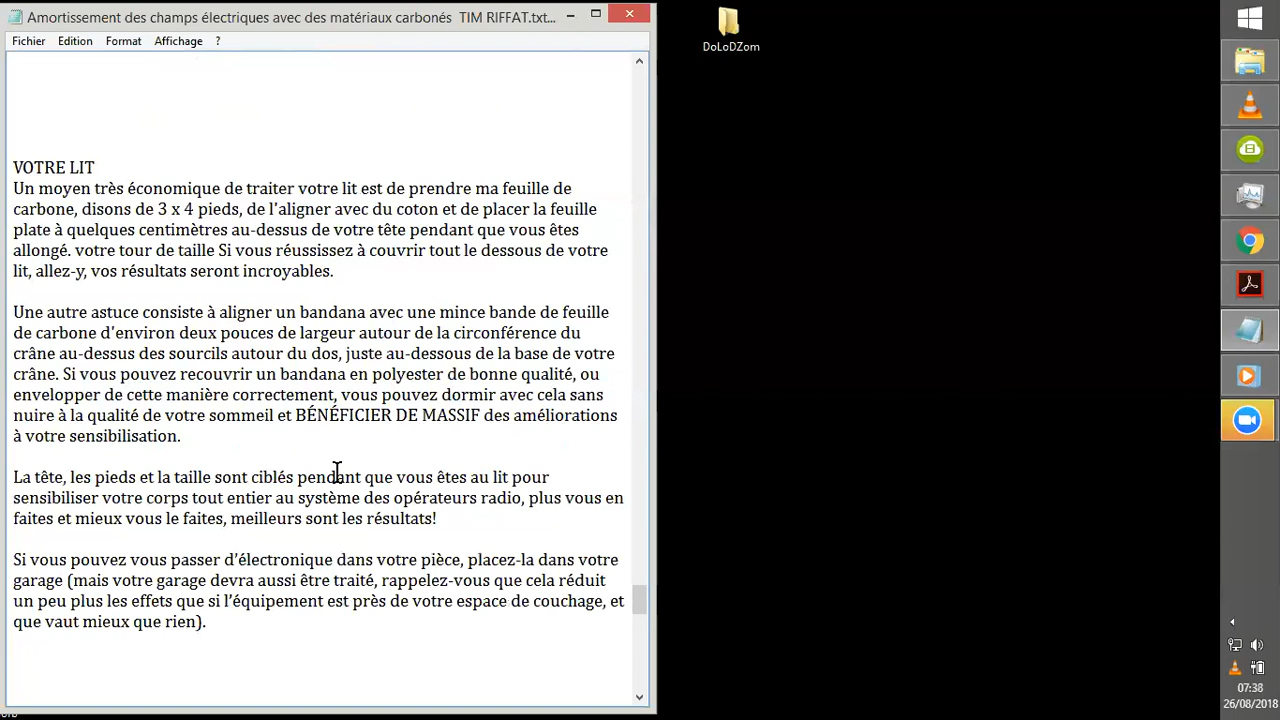 Amortissement des champs électriques avec des matériaux carbonés TIM RIFFAT.txt...
Fichier Edition Format Affichage ?
DoLoDZom
VOTRE LIT
Un moyen très économique de traiter votre lit est de prendre ma feuille de
carbone, disons de 3 x 4 pieds, de l'aligner avec du coton et de placer la feuille
plate à quelques centimètres au-dessus de votre tête pendant que vous êtes
allongé. votre tour de taille Si vous réussissez à couvrir tout le dessous de votre
lit, allez-y, vos résultats seront incroyables.
Une autre astuce consiste à aligner un bandana avec une mince bande de feuille
de carbone d'environ deux pouces de largeur autour de la circonférence du
crâne au-dessus des sourcils autour du dos, juste au-dessous de la base de votre
crâne. Si vous pouvez recouvrir un bandana en polyester de bonne qualité, ou
envelopper de cette manière correctement, vous pouvez dormir avec cela sans
nuire à la qualité de votre sommeil et BÉNÉFICIER DE MASSIF des améliorations
à votre sensibilisation.
La tête, les pieds et la taille sont ciblés pendant que vous êtes au lit pour
sensibiliser votre corps tout entier au système des opérateurs radio, plus vous en
faites et mieux vous le faites, meilleurs sont les résultats!
Si vous pouvez vous passer d’électronique dans votre pièce, placez-la dans votre
garage (mais votre garage devra aussi être traité, rappelez-vous que cela réduit
un peu plus les effets que si l’équipement est près de votre espace de couchage, et
que vaut mieux que rien).
07:38
26/08/2018